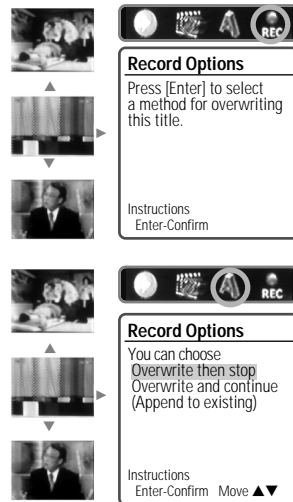 REC
Record Options
Press [Enter] to select
a method for overwriting
this title.
Instructions
Enter-Confirm
REC
Record Options
You can choose
Overwrite then stop
Overwrite and continue
(Append to existing)
Instructions
Enter-Confirm Move ▲▼